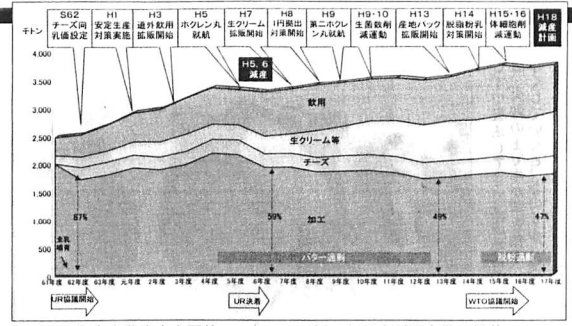 S62
チーズ向
乳価設定
H1
安定生産
対策実施
H3
道外飲用
拡販開始
H5
ホクレン丸
就航
H7
生クリーム
拡販開始
H8
1円拠出
対策開始
H9
第二ホクレ
ン丸就航
H9・10
生菌数削
減運動
H13
産地パック
拡販開始
H14
脱脂粉乳
対策開始
H15・16
体細胞削
減運動
H18
減産
計画
H5、6
減産
千トン
4,000
3,500
3,000
2,500
2,000
1,500
1,000
500
0
飲用
生クリーム等
チーズ
加工
67%
59%
49%
47%
全乳
哺育
バター過剰
脱粉過剰
61年度 62年度 63年度 元年度 2年度 3年度 4年度 5年度 6年度 7年度 8年度 9年度 10年度 11年度 12年度 13年度 14年度 15年度 16年度 17年度
UR協議開始
UR決着
WTO協議開始